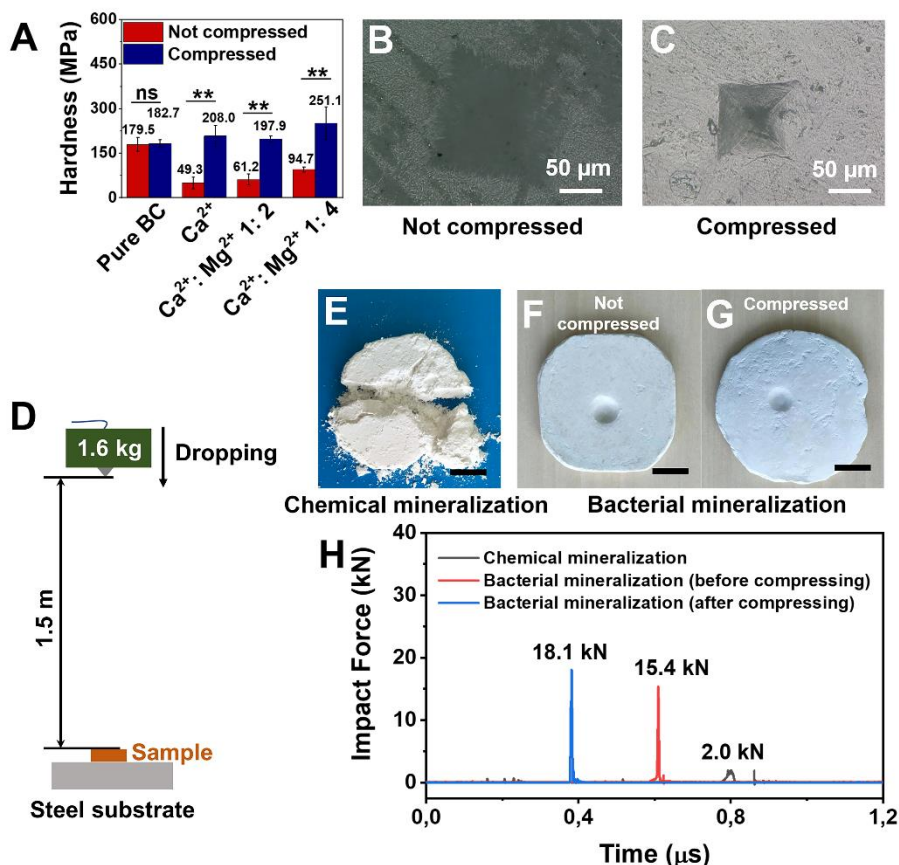 A
Hardness (MPa)
600
450
300
150
0
Not compressed
Compressed
ns
**
**
**
179.5
182.7
49.3
208.0
61.2
197.9
94.7
251.1
Pure BC
Ca²⁺
Ca²⁺: Mg²⁺ 1: 2
Ca²⁺: Mg²⁺ 1: 4
B
50 μm
Not compressed
C
50 μm
Compressed
D
1.6 kg
Dropping
1.5 m
Sample
Steel substrate
E
Chemical mineralization
F
Not
compressed
G
Compressed
Bacterial mineralization
H
Impact Force (kN)
40
30
20
10
0
Chemical mineralization
Bacterial mineralization (before compressing)
Bacterial mineralization (after compressing)
18.1 kN
15.4 kN
2.0 kN
0,0
0,4
0,8
1,2
Time (μs)